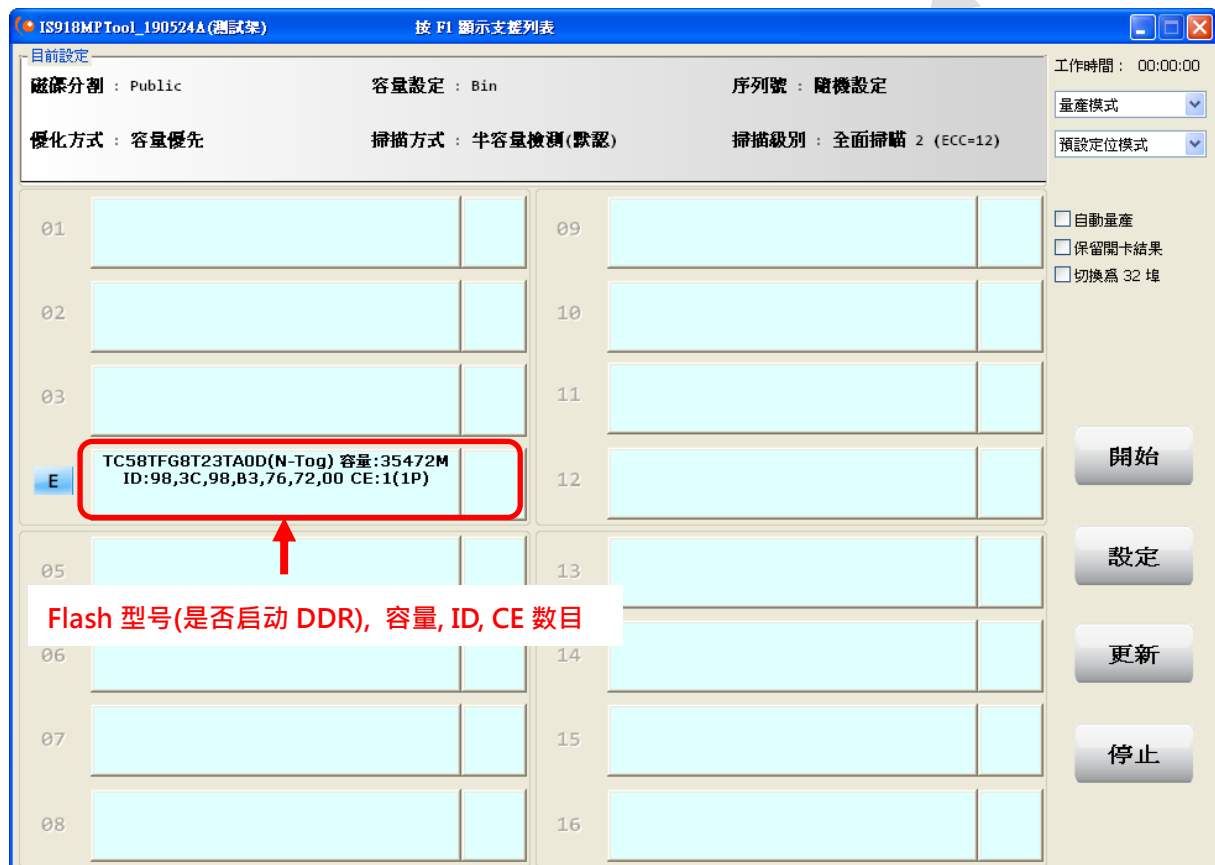 IS918MPTool_190524A(測試架) 按 F1 顯示支援列表
目前設定
磁碟分割 : Public 容量設定 : Bin 序列號 : 隨機設定
優化方式 : 容量優先 掃描方式 : 半容量檢測(默認) 掃描級別 : 全面掃瞄 2 (ECC=12)
工作時間： 00:00:00
量產模式
預設定位模式
自動量產
保留開卡結果
切換爲 32 埠
01 09
02 10
03 11
E TC58TFG8T23TA0D(N-Tog) 容量:35472M
ID:98,3C,98,B3,76,72,00 CE:1(1P)
12
05 13
Flash 型号(是否启动 DDR), 容量, ID, CE 数目
06 14
07 15
08 16
開始
設定
更新
停止